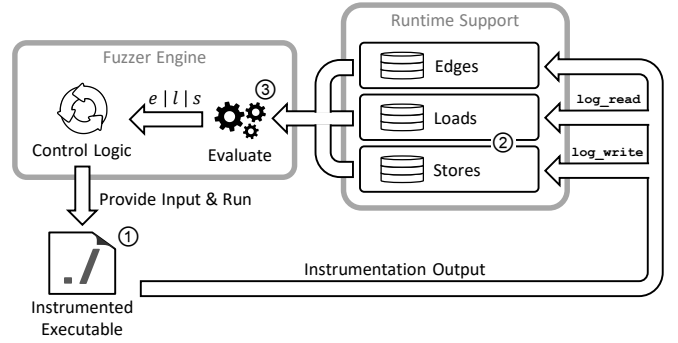 Runtime Support
Fuzzer Engine
Edges
③
e | l | s
log_read
Loads
Control Logic
Evaluate
②
log_write
Stores
Provide Input & Run
①
./
Instrumentation Output
Instrumented
Executable